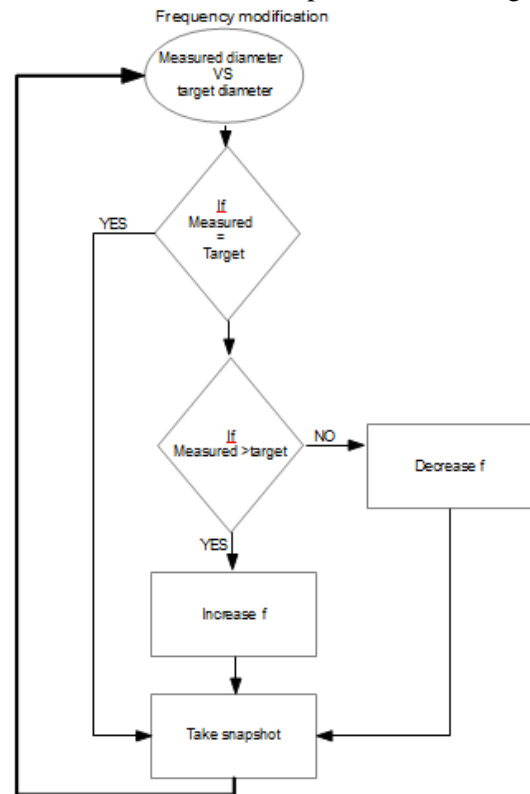 Frequency modification
Measured diameter
VS
target diameter
If
Measured
=
Target
YES
If
Measured >target
NO
Decrease f
YES
Increase f
Take snapshot